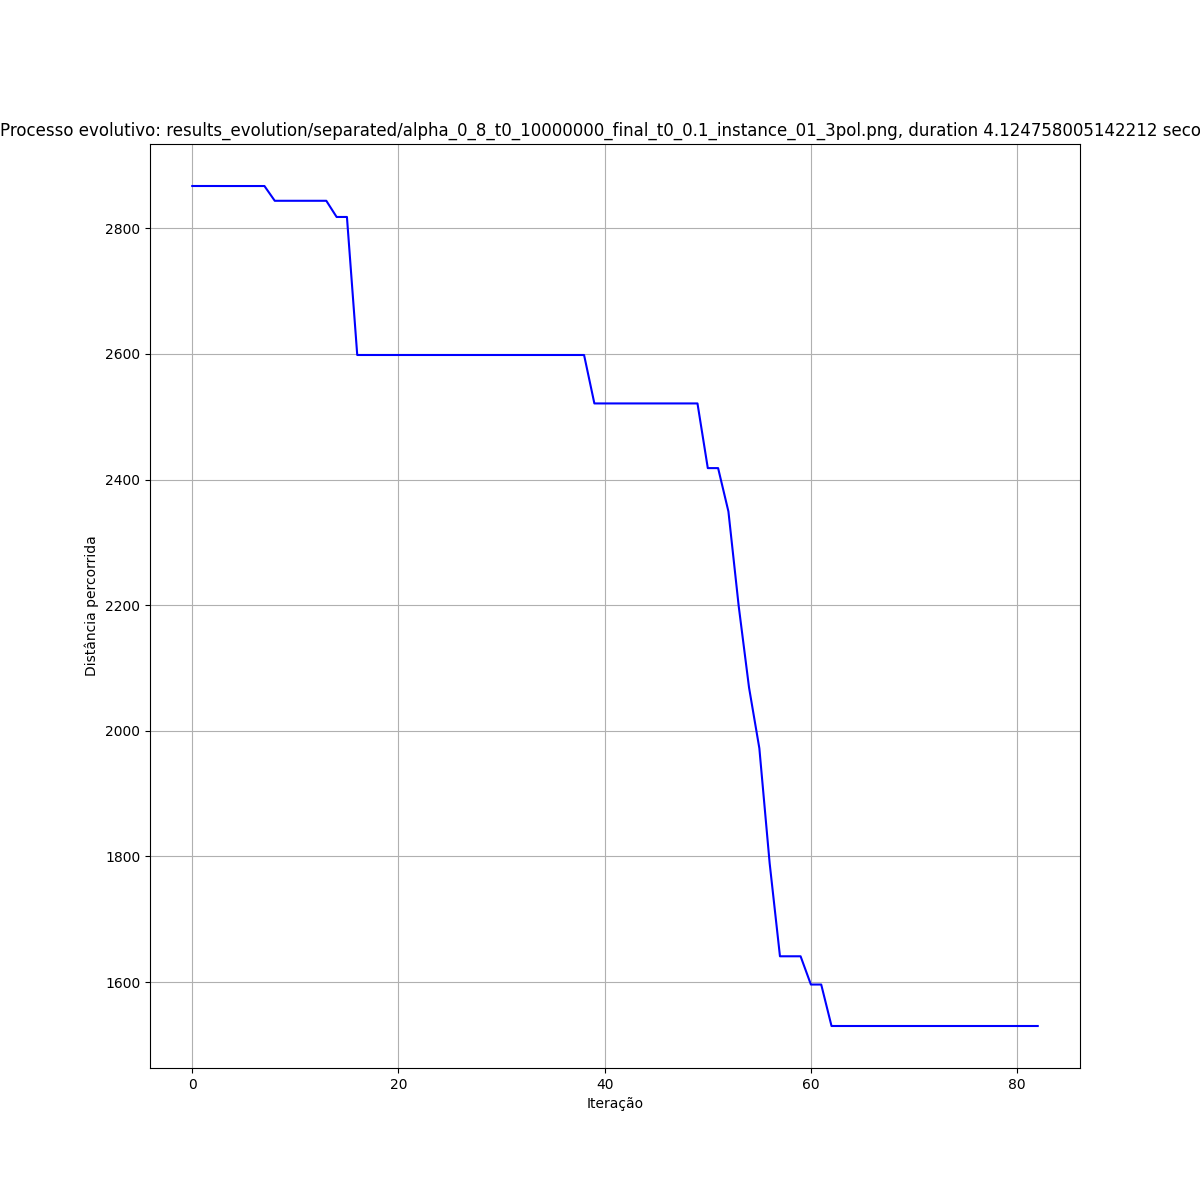 Processo evolutivo: results_evolution/separated/alpha_0_8_t0_10000000_final_t0_0.1_instance_01_3pol.png, duration 4.124758005142212 seco
2800
2600
2400
2200
2000
1800
1600
Distância percorrida
0 20 40 60 80
Iteração